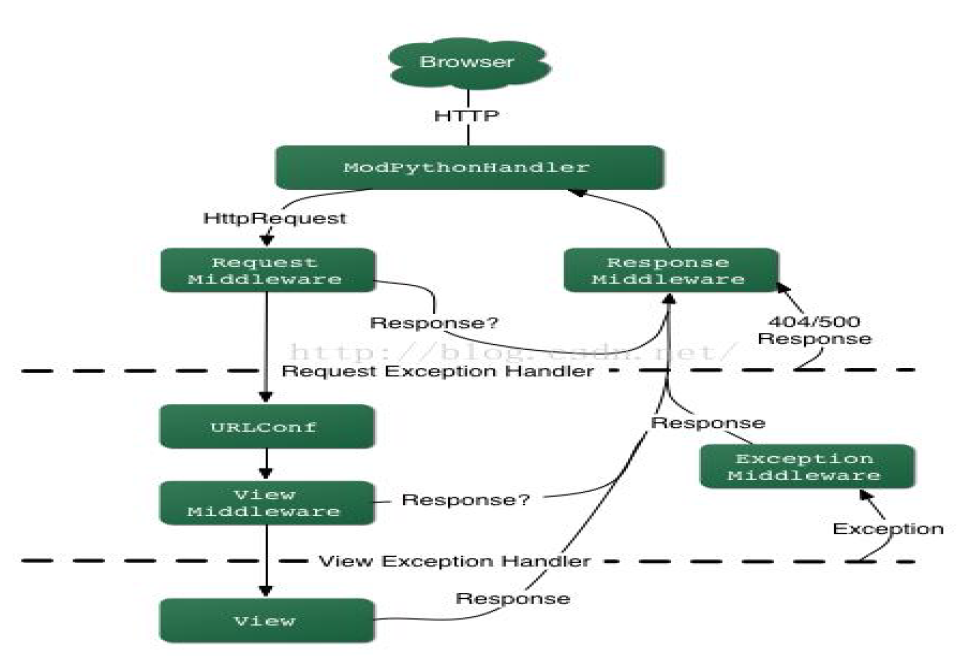 Browser
HTTP
ModPythonHandler
HttpRequest
Request
Middleware
Response
Middleware
Response?
404/500
Response
http://blog.csdn.net/
Request Exception Handler
URLConf
Response
Exception
Middleware
View
Middleware
Response?
Exception
View Exception Handler
Response
View